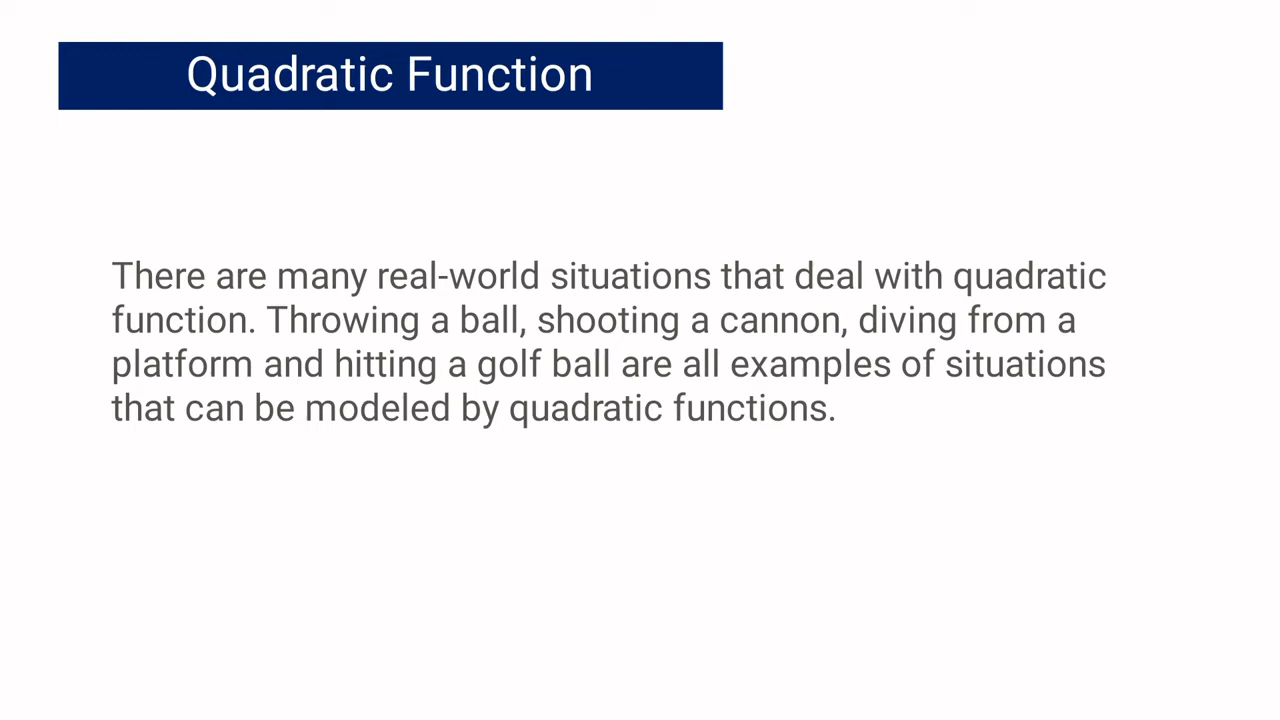 Quadratic Function
There are many real-world situations that deal with quadratic
function. Throwing a ball, shooting a cannon, diving from a
platform and hitting a golf ball are all examples of situations
that can be modeled by quadratic functions.